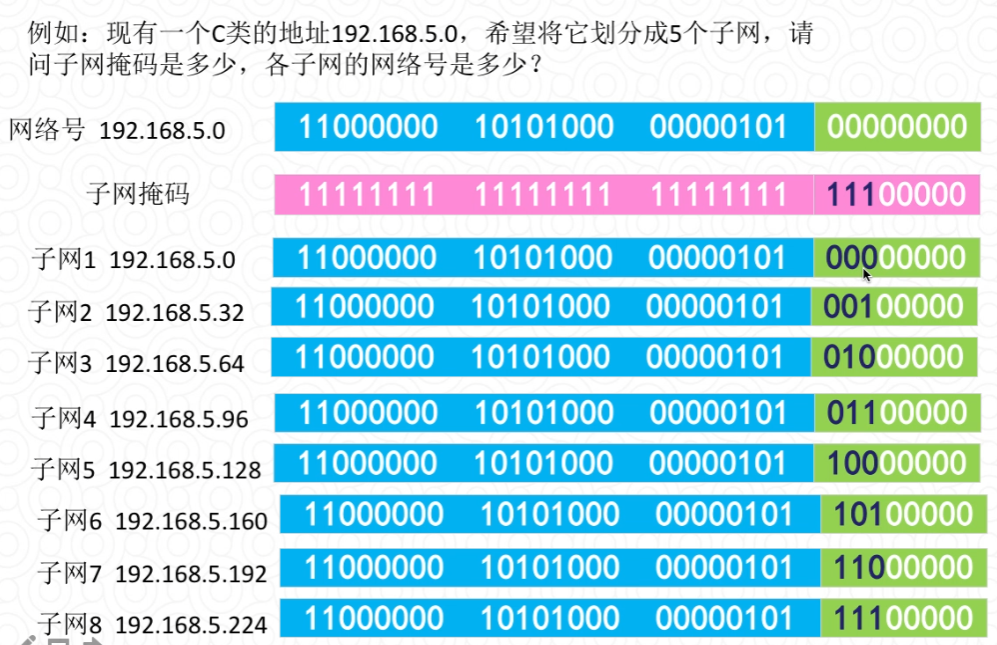 例如：现有一个C类的地址192.168.5.0，希望将它划分成5个子网，请
问子网掩码是多少，各子网的网络号是多少？
网络号 192.168.5.0 11000000 10101000 00000101 00000000
子网掩码 11111111 11111111 11111111 11100000
子网1 192.168.5.0 11000000 10101000 00000101 00000000
子网2 192.168.5.32 11000000 10101000 00000101 00100000
子网3 192.168.5.64 11000000 10101000 00000101 01000000
子网4 192.168.5.96 11000000 10101000 00000101 01100000
子网5 192.168.5.128 11000000 10101000 00000101 10000000
子网6 192.168.5.160 11000000 10101000 00000101 10100000
子网7 192.168.5.192 11000000 10101000 00000101 11000000
子网8 192.168.5.224 11000000 10101000 00000101 11100000